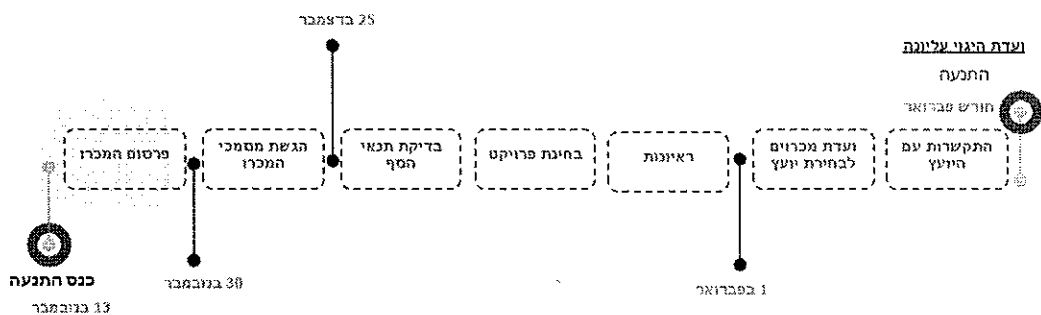 25 בדצמבר
ועדת היגוי עליונה
התנעה
חודש פברואר
פרסום המכרז
הגשת מסמכי
המכרז
בדיקת תנאי
הסף
בחינת פרויקט
ראיונות
ועדת מכרזים
לבחירת יועץ
התקשרות עם
היועץ
כנס התנעה
13 בנובמבר
30 בנובמבר
1 בפברואר